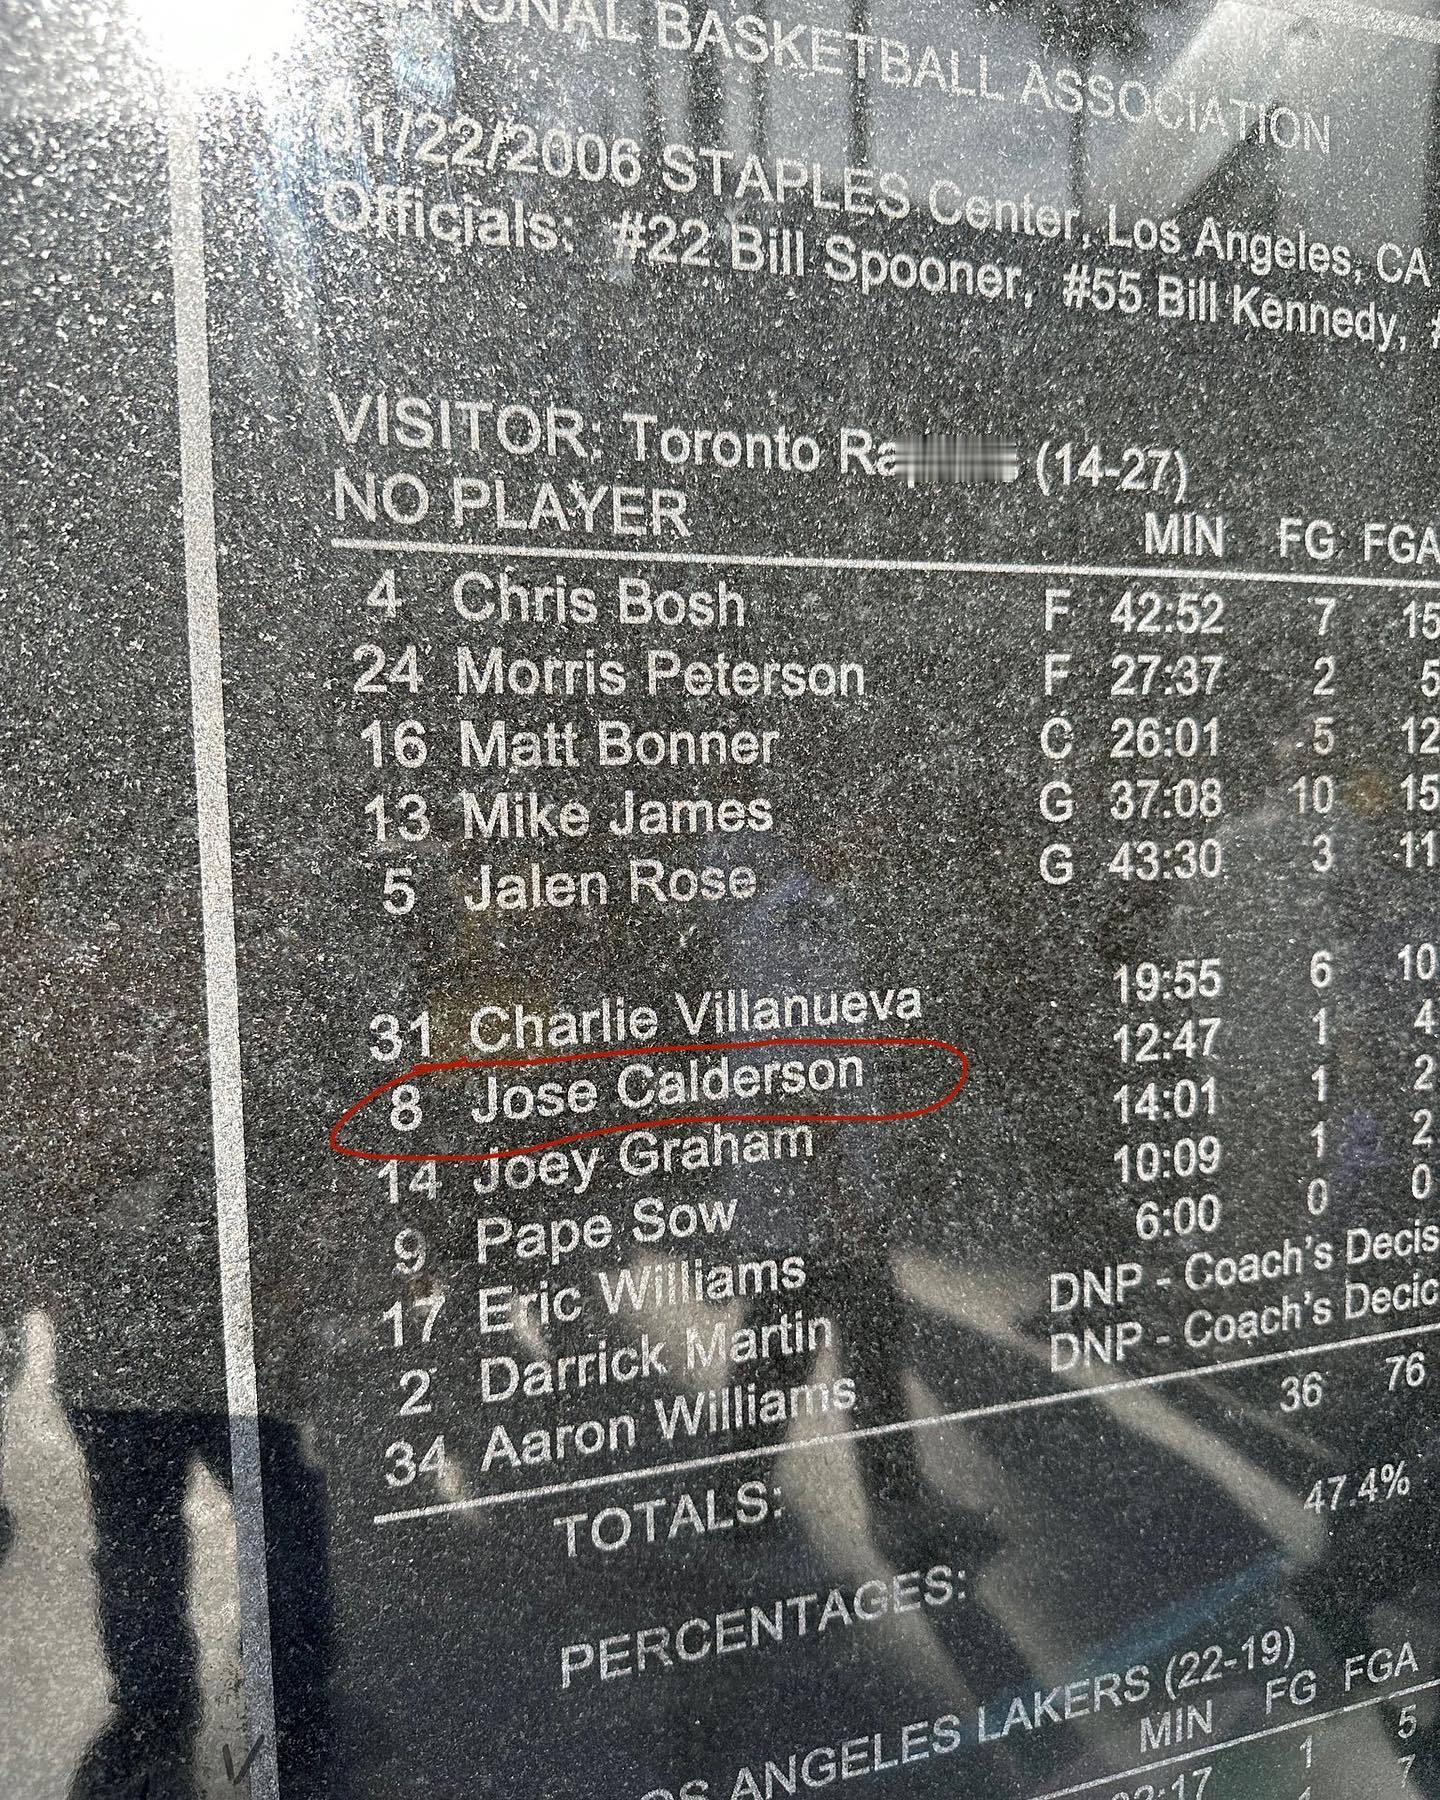 NATIONAL BASKETBALL ASSOCIATION
01/22/2006 STAPLES Center, Los Angeles, CA
Officials: #22 Bill Spooner, #55 Bill Kennedy, #
VISITOR: Toronto (14-27)
NO PLAYER MIN FG FGA
4 Chris Bosh F 42:52 7 15
24 Morris Peterson F 27:37 2 5
16 Matt Bonner C 26:01 5 12
13 Mike James G 37:08 10 15
5 Jalen Rose G 43:30 3 11
31 Charlie Villanueva 19:55 6 10
8 Jose Calderson 12:47 1 4
14 Joey Graham 14:01 1 2
9 Pape Sow 10:09 1 2
17 Eric Williams 6:00 0 0
2 Darrick Martin DNP - Coach's Decis
34 Aaron Williams DNP - Coach's Decic
TOTALS: 36 76
PERCENTAGES: 47.4%
OS ANGELES LAKERS (22-19)
MIN FG FGA
1 5
7